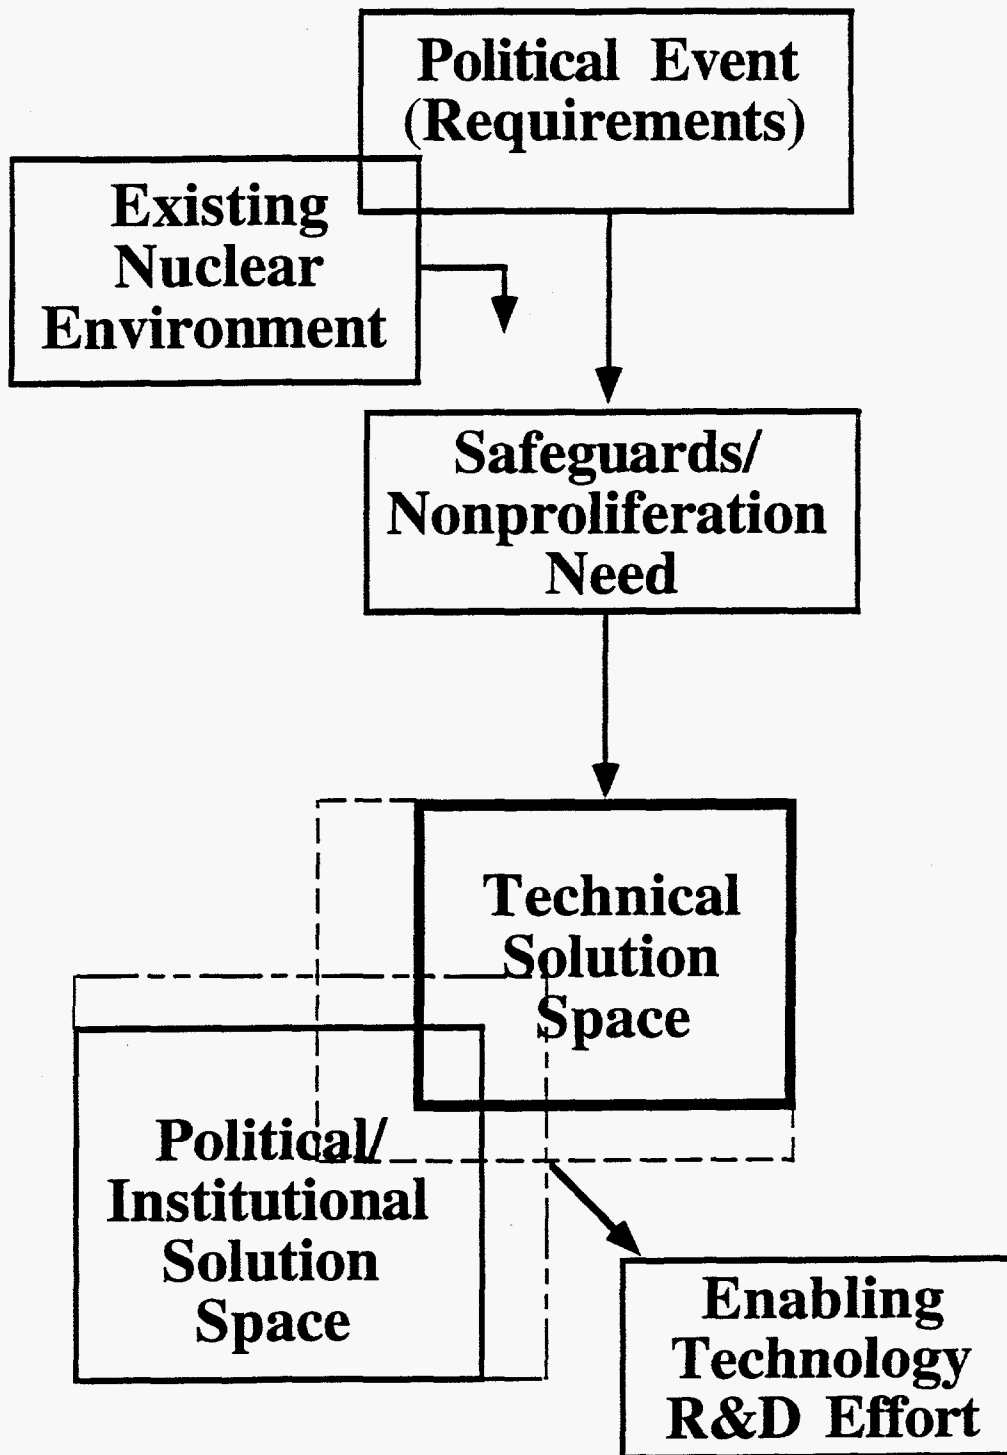 Political Event
(Requirements)
Existing
Nuclear
Environment
Safeguards/
Nonproliferation
Need
Technical
Solution
Space
Political/
Institutional
Solution
Space
Enabling
Technology
R&D Effort